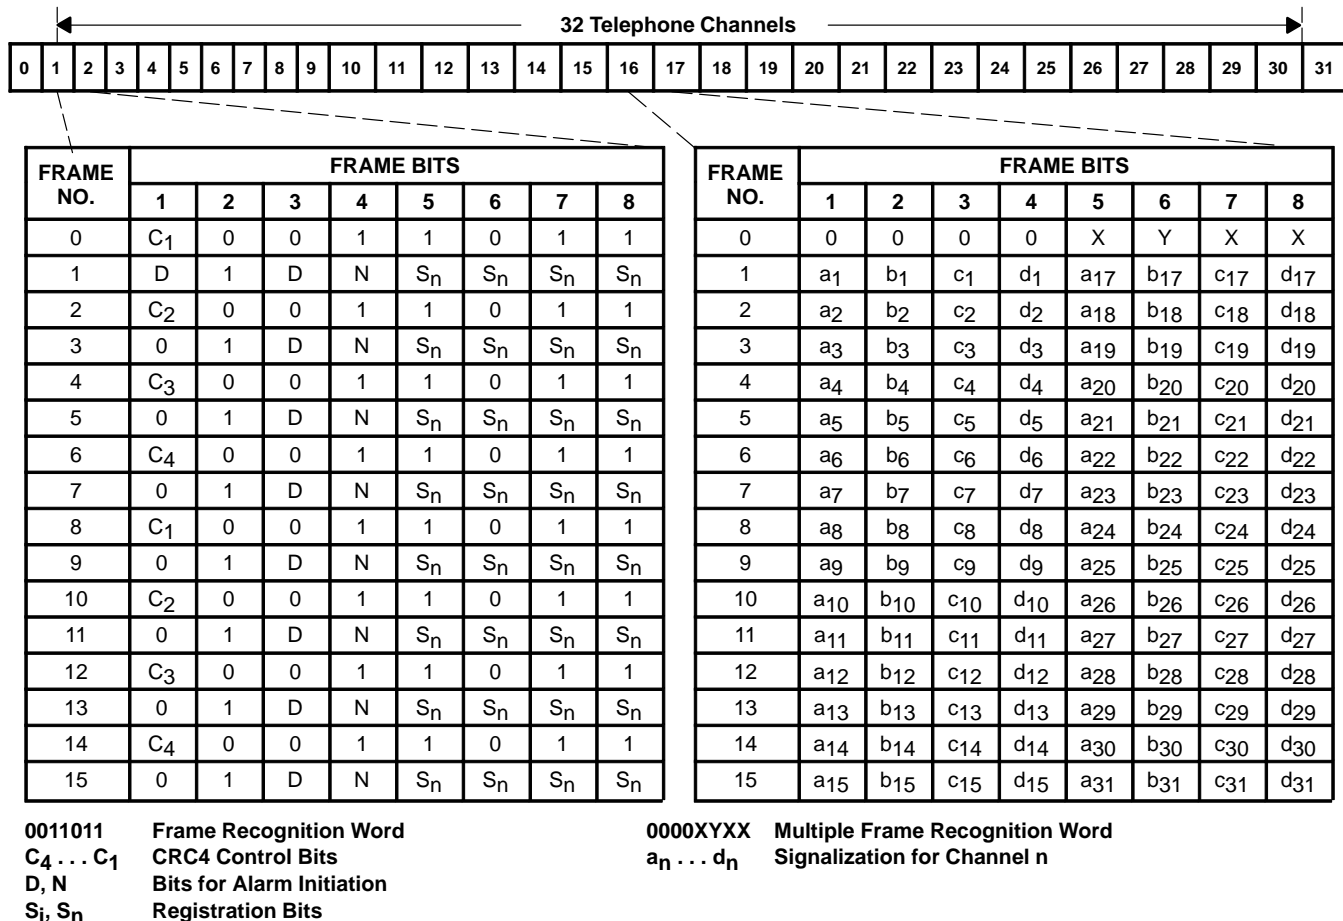 32 Telephone Channels
0 1 2 3 4 5 6 7 8 9 10 11 12 13 14 15 16 17 18 19 20 21 22 23 24 25 26 27 28 29 30 31
FRAME NO. FRAME BITS
1 2 3 4 5 6 7 8
0 C1 0 0 1 1 0 1 1
1 D 1 D N Sn Sn Sn Sn
2 C2 0 0 1 1 0 1 1
3 0 1 D N Sn Sn Sn Sn
4 C3 0 0 1 1 0 1 1
5 0 1 D N Sn Sn Sn Sn
6 C4 0 0 1 1 0 1 1
7 0 1 D N Sn Sn Sn Sn
8 C1 0 0 1 1 0 1 1
9 0 1 D N Sn Sn Sn Sn
10 C2 0 0 1 1 0 1 1
11 0 1 D N Sn Sn Sn Sn
12 C3 0 0 1 1 0 1 1
13 0 1 D N Sn Sn Sn Sn
14 C4 0 0 1 1 0 1 1
15 0 1 D N Sn Sn Sn Sn
0011011 Frame Recognition Word
C4 . . . C1 CRC4 Control Bits
D, N Bits for Alarm Initiation
Si, Sn Registration Bits
FRAME NO. FRAME BITS
1 2 3 4 5 6 7 8
0 0 0 0 0 X Y X X
1 a1 b1 c1 d1 a17 b17 c17 d17
2 a2 b2 c2 d2 a18 b18 c18 d18
3 a3 b3 c3 d3 a19 b19 c19 d19
4 a4 b4 c4 d4 a20 b20 c20 d20
5 a5 b5 c5 d5 a21 b21 c21 d21
6 a6 b6 c6 d6 a22 b22 c22 d22
7 a7 b7 c7 d7 a23 b23 c23 d23
8 a8 b8 c8 d8 a24 b24 c24 d24
9 a9 b9 c9 d9 a25 b25 c25 d25
10 a10 b10 c10 d10 a26 b26 c26 d26
11 a11 b11 c11 d11 a27 b27 c27 d27
12 a12 b12 c12 d12 a28 b28 c28 d28
13 a13 b13 c13 d13 a29 b29 c29 d29
14 a14 b14 c14 d14 a30 b30 c30 d30
15 a15 b15 c15 d15 a31 b31 c31 d31
0000XYXX Multiple Frame Recognition Word
an . . . dn Signalization for Channel n